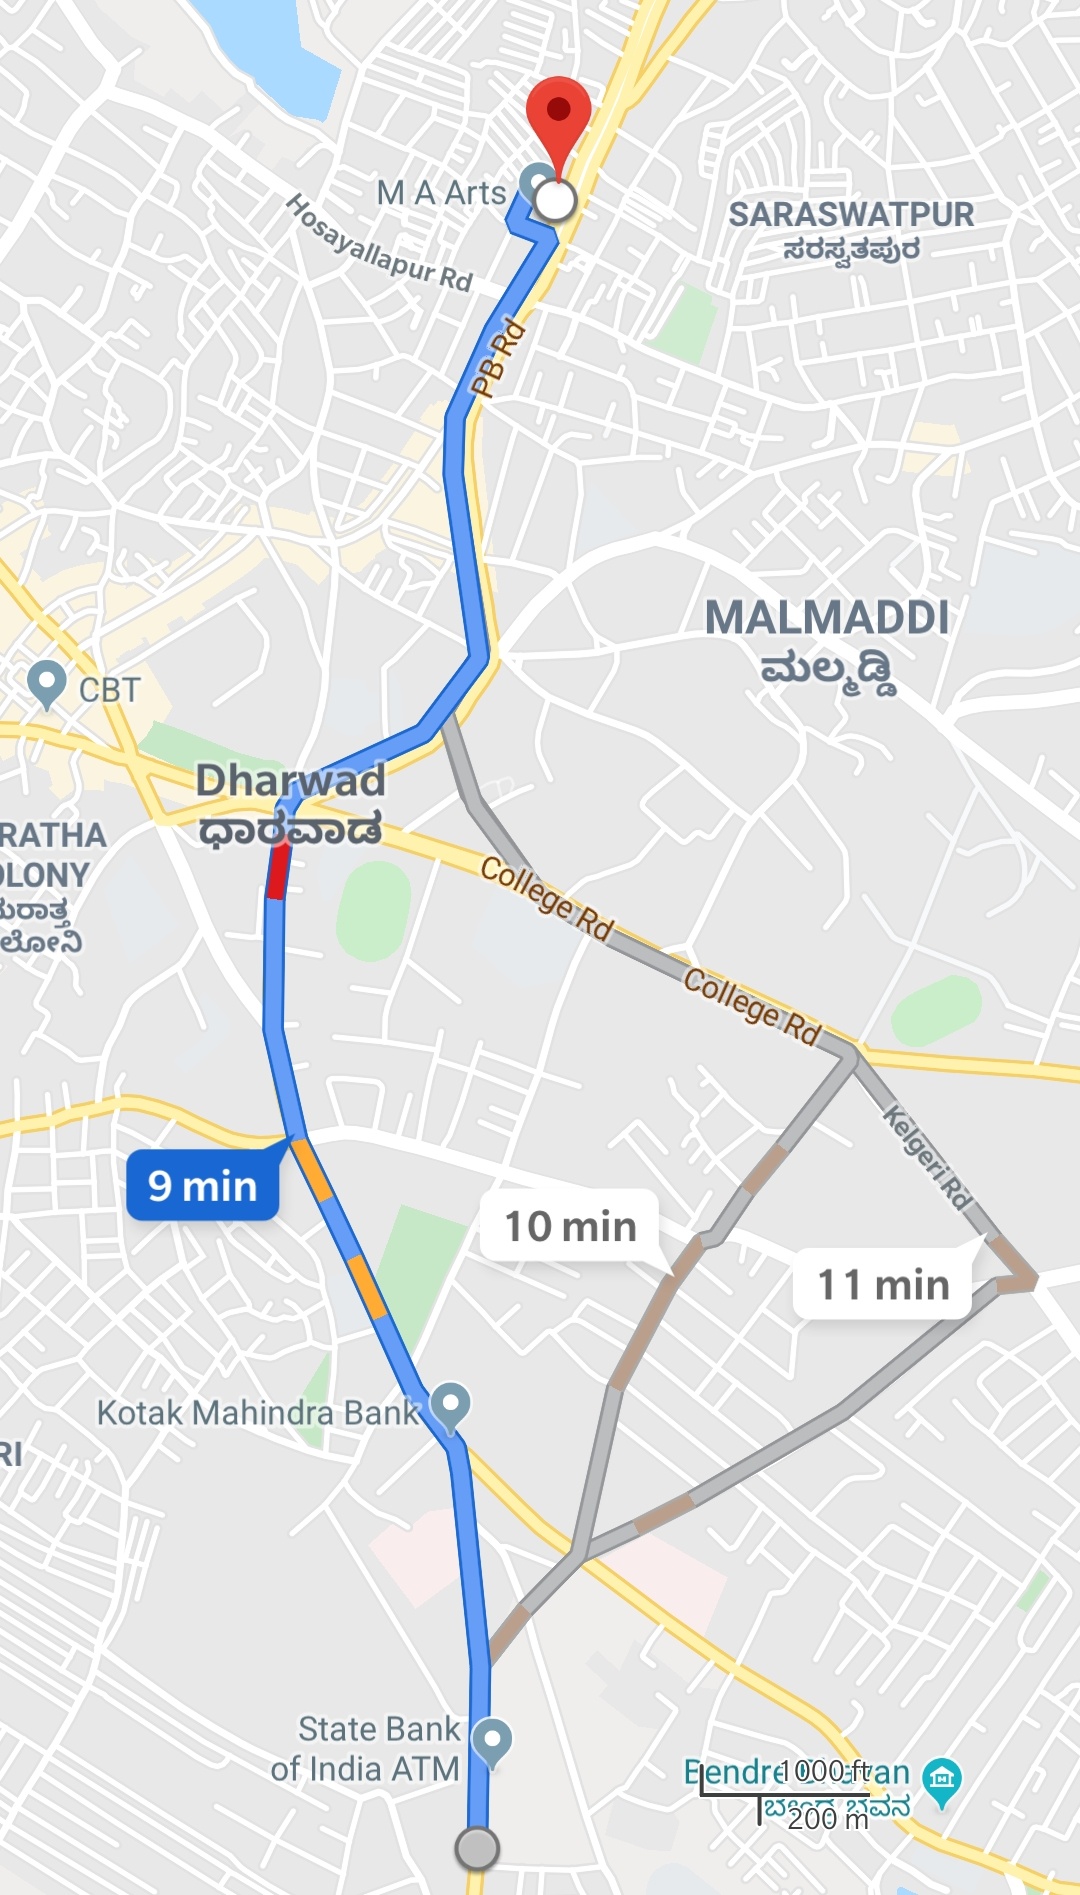 M A Arts
SARASWATPUR
ಸರಸ್ವತಪುರ
Hosayallapur Rd
PB Rd
MALMADDI
ಮಲ್ಮಡ್ಡಿ
CBT
Dharwad
ಧಾರವಾಡ
RATHA
OLONY
ಮರಾತ್ತ
ಲೋನಿ
College Rd
College Rd
Kelgeri Rd
9 min
10 min
11 min
Kotak Mahindra Bank
RI
State Bank
of India ATM
1000 ft
200 m